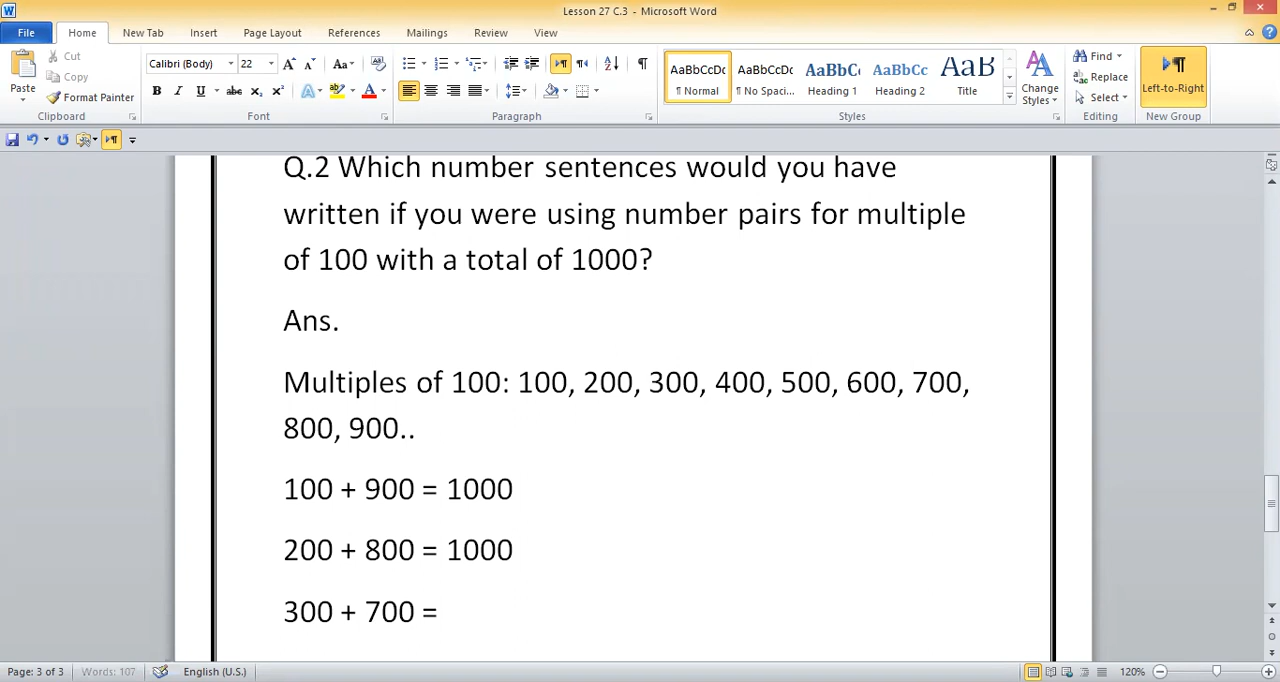 Lesson 27 C.3 - Microsoft Word
File Home New Tab Insert Page Layout References Mailings Review View
Cut
Copy
Paste
Format Painter
Clipboard
Calibri (Body) 22
Font
Paragraph
AaBbCcDc AaBbCcDc AaBbC AaBbCc AaB
¶ Normal ¶ No Spaci... Heading 1 Heading 2 Title
Change
Styles
Styles
Find
Replace
Select
Editing
Left-to-Right
New Group
Q.2 Which number sentences would you have
written if you were using number pairs for multiple
of 100 with a total of 1000?
Ans.
Multiples of 100: 100, 200, 300, 400, 500, 600, 700,
800, 900..
100 + 900 = 1000
200 + 800 = 1000
300 + 700 =
Page: 3 of 3 Words: 107 English (U.S.) 120%